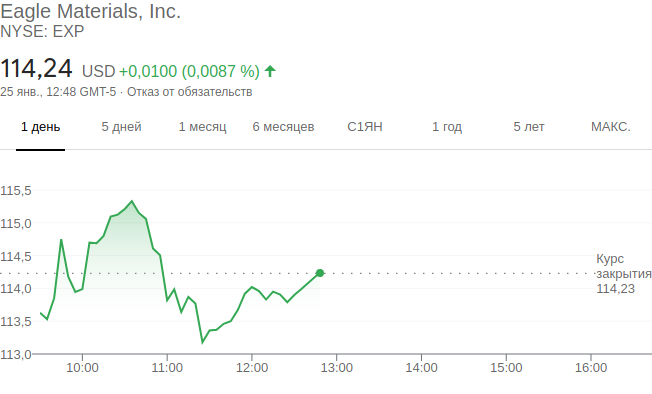 Eagle Materials, Inc.
NYSE: EXP
114,24 USD +0,0100 (0,0087 %)
25 янв., 12:48 GMT-5 · Отказ от обязательств
1 день 5 дней 1 месяц 6 месяцев С1ЯН 1 год 5 лет МАКС.
115,5
115,0
114,5
Курс
закрытия
114,23
114,0
113,5
113,0
10:00 11:00 12:00 13:00 14:00 15:00 16:00